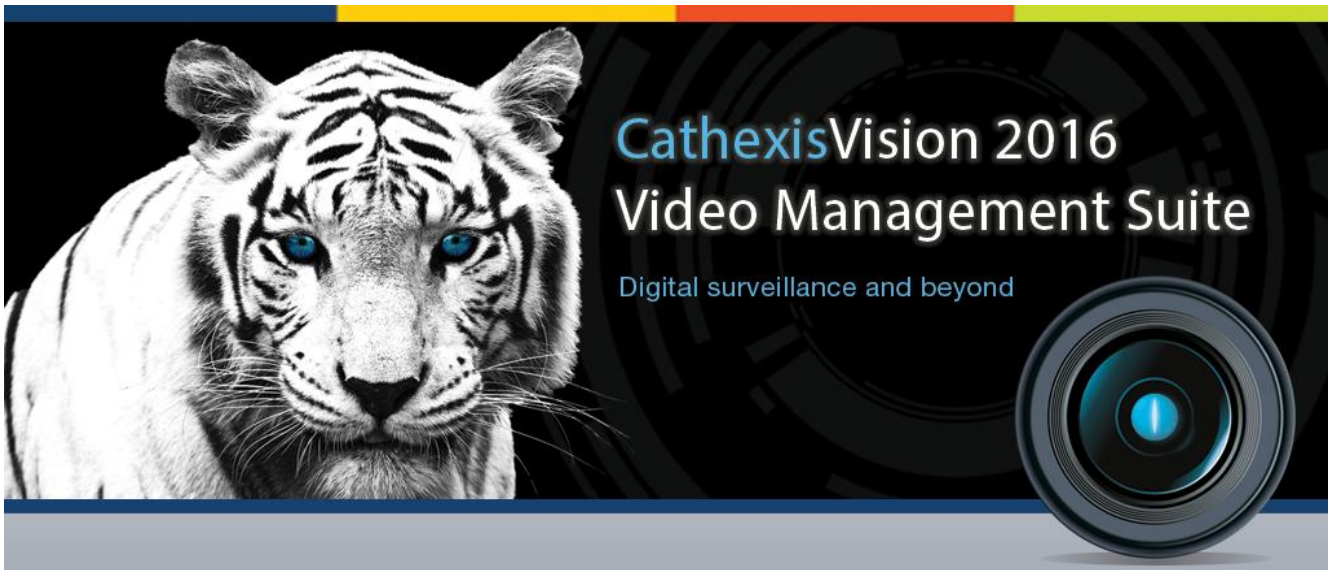 CathexisVision 2016
Video Management Suite
Digital surveillance and beyond